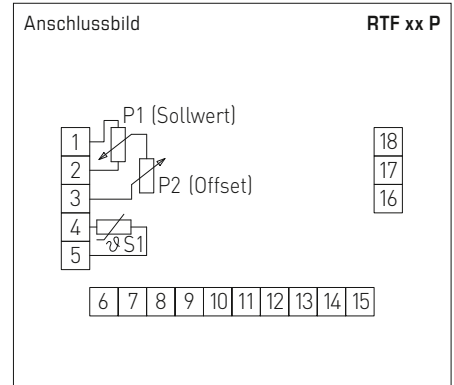 Anschlussbild RTF xx P
P1 (Sollwert)
1
2
3
4
5
P2 (Offset)
ϑ S1
18
17
16
6 7 8 9 10 11 12 13 14 15